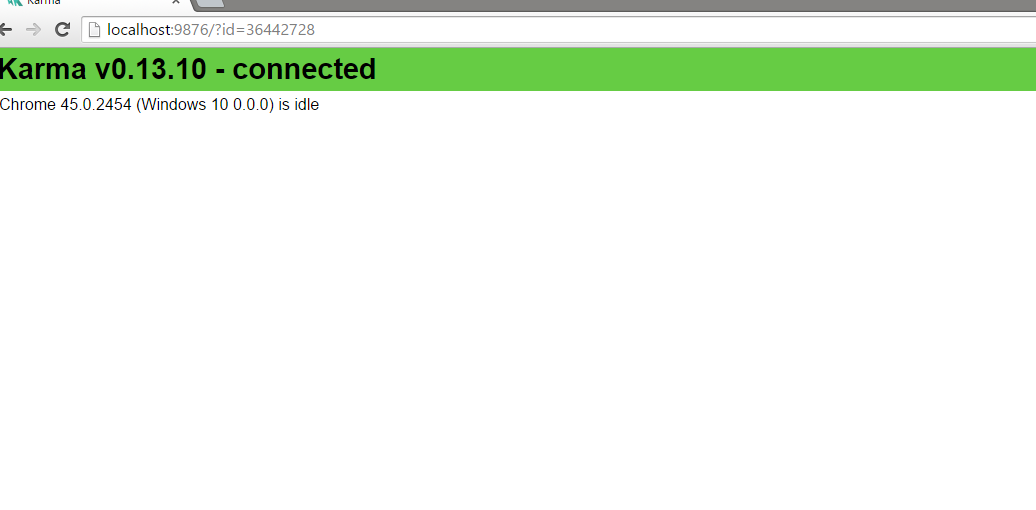 Karma
localhost:9876/?id=36442728
Karma v0.13.10 - connected
Chrome 45.0.2454 (Windows 10 0.0.0) is idle